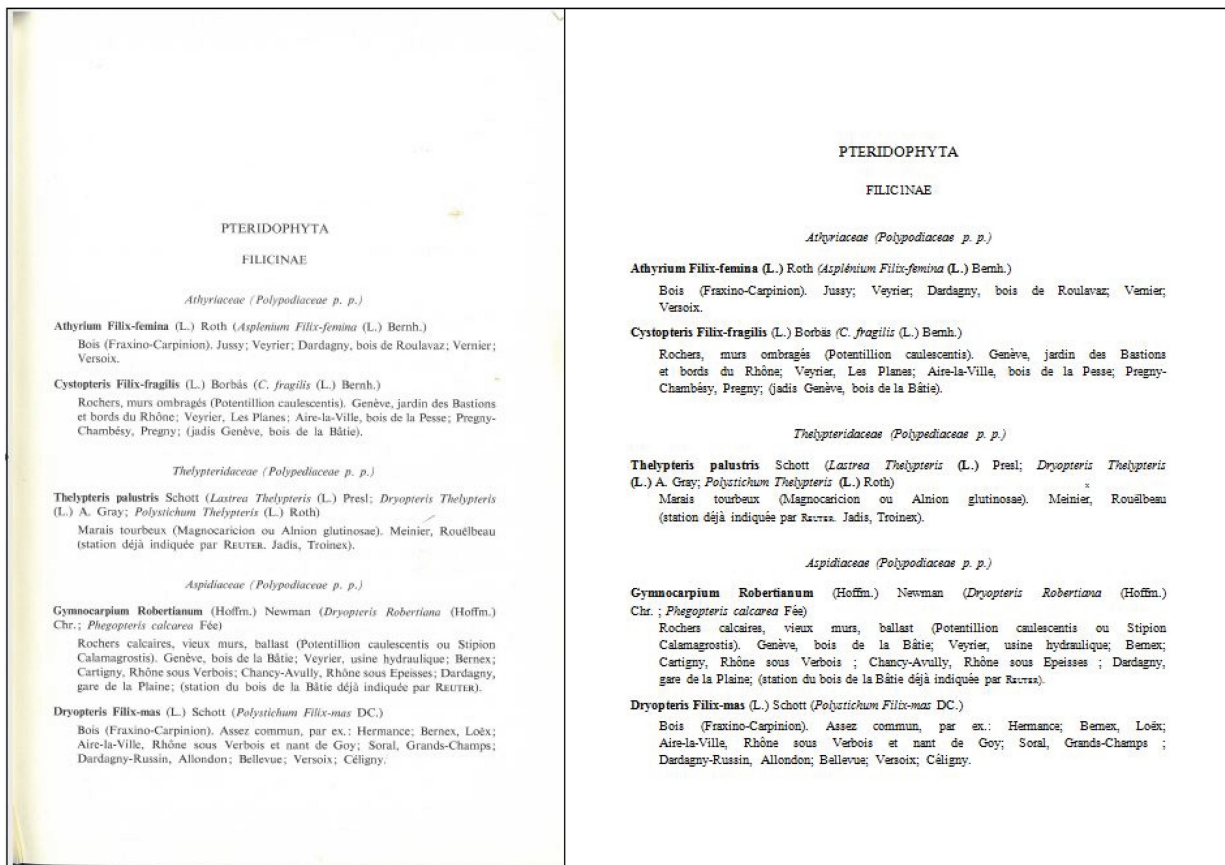 PTERIDOPHYTA
FILICINAE
Athyriaceae (Polypodiaceae p. p.)
Athyrium Filix-femina (L.) Roth (Asplenium Filix-femina (L.) Bernh.)
Bois (Fraxino-Carpinion). Jussy; Veyrier; Dardagny, bois de Roulavaz; Vernier;
Versoix.
Cystopteris Filix-fragilis (L.) Borbás (C. fragilis (L.) Bernh.)
Rochers, murs ombragés (Potentillion caulescentis). Genève, jardin des Bastions
et bords du Rhône; Veyrier, Les Planes; Aire-la-Ville, bois de la Pesse; Pregny-
Chambésy, Pregny; (jadis Genève, bois de la Bâtie).
Thelypteridaceae (Polypediaceae p. p.)
Thelypteris palustris Schott (Lastrea Thelypteris (L.) Presl; Dryopteris Thelypteris
(L.) A. Gray; Polystichum Thelypteris (L.) Roth)
Marais tourbeux (Magnocaricion ou Alnion glutinosae). Meinier, Rouëlbeau
(station déjà indiquée par REUTER. Jadis, Troinex).
Aspidiaceae (Polypodiaceae p. p.)
Gymnocarpium Robertianum (Hoffm.) Newman (Dryopteris Robertiana (Hoffm.)
Chr.; Phegopteris calcarea Fée)
Rochers calcaires, vieux murs, ballast (Potentillion caulescentis ou Stipion
Calamagrostis). Genève, bois de la Bâtie; Veyrier, usine hydraulique; Bernex;
Cartigny, Rhône sous Verbois; Chancy-Avully, Rhône sous Epeisses; Dardagny,
gare de la Plaine; (station du bois de la Bâtie déjà indiquée par REUTER).
Dryopteris Filix-mas (L.) Schott (Polystichum Filix-mas DC.)
Bois (Fraxino-Carpinion). Assez commun, par ex.: Hermance; Bernex, Loëx;
Aire-la-Ville, Rhône sous Verbois et nant de Goy; Soral, Grands-Champs;
Dardagny-Russin, Allondon; Bellevue; Versoix; Céligny.
PTERIDOPHYTA
FILIC1NAE
Athyriaceae (Polypodiaceae p. p.)
Athyrium Filix-femina (L.) Roth (Asplénium Filix-femina (L.) Bernh.)
Bois (Fraxino-Carpinion). Jussy; Veyrier; Dardagny, bois de Roulavaz; Vernier;
Versoix.
Cystopteris Filix-fragilis (L.) Borbàs (C. fragilis (L.) Bernh.)
Rochers, murs ombragés (Potentillion caulescentis). Genève, jardin des Bastions
et bords du Rhône; Veyrier, Les Planes; Aire-la-Ville, bois de la Pesse; Pregny-
Chambésy, Pregny; (jadis Genève, bois de la Bâtie).
Thelypteridaceae (Polypediaceae p. p.)
Thelypteris palustris Schott (Lastrea Thelypteris (L.) Presl; Dryopteris Thelypteris
(L.) A. Gray; Polystichum Thelypteris (L.) Roth) x
Marais tourbeux (Magnocaricion ou Alnion glutinosae). Meinier, Rouëlbeau
(station déjà indiquée par REUTER. Jadis, Troinex).
Aspidiaceae (Polypodiaceae p. p.)
Gymnocarpium Robertianum (Hoffm.) Newman (Dryopteris Robertiana (Hoffm.)
Chr. ; Phegopteris calcarea Fée)
Rochers calcaires, vieux murs, ballast (Potentillion caulescentis ou Stipion
Calamagrostis). Genève, bois de la Bâtie; Veyrier, usine hydraulique; Bernex;
Cartigny, Rhône sous Verbois ; Chancy-Avully, Rhône sous Epeisses ; Dardagny,
gare de la Plaine; (station du bois de la Bâtie déjà indiquée par REUTER).
Dryopteris Filix-mas (L.) Schott (Polystichum Filix-mas DC.)
Bois (Fraxino-Carpinion). Assez commun, par ex.: Hermance; Bernex, Loëx;
Aire-la-Ville, Rhône sous Verbois et nant de Goy; Soral, Grands-Champs ;
Dardagny-Russin, Allondon; Bellevue; Versoix; Céligny.